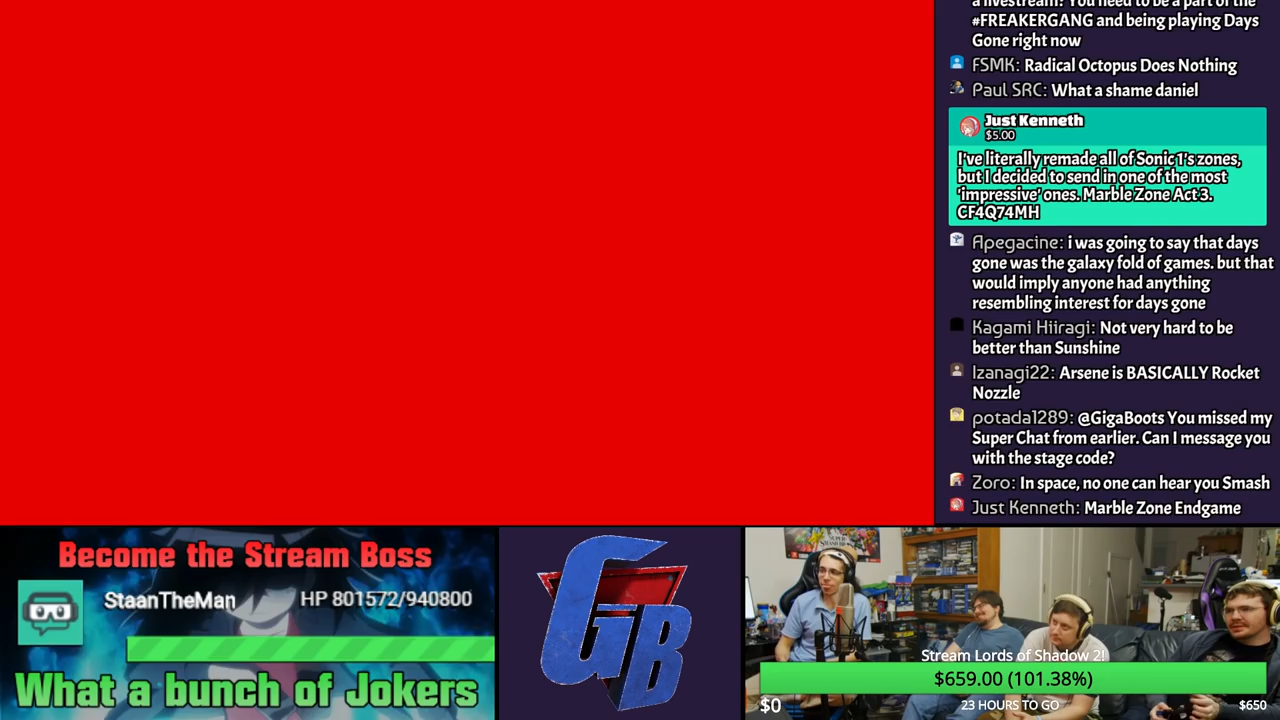 a livestream? You need to be a part of the
#FREAKERGANG and being playing Days
Gone right now
fSMK: Radical Octopus Does Nothing
Paul SRC: What a shame daniel
Just Kenneth
$5.00
I've literally remade all of Sonic 1's zones,
but I decided to send in one of the most
'impressive' ones. Marble Zone Act 3.
CF4Q74MH
Apegacine: i was going to say that days
gone was the galaxy fold of games. but that
would imply anyone had anything
resembling interest for days gone
Kagami Hiiragi: Not very hard to be
better than Sunshine
Izanagi22: Arsene is BASICALLY Rocket
Nozzle
potada1289: @GigaBoots You missed my
Super Chat from earlier. Can I message you
with the stage code?
Zoro: In space, no one can hear you Smash
Just Kenneth: Marble Zone Endgame
Become the Stream Boss
StaanTheMan HP 801572/940800
What a bunch of Jokers
GB
Stream Lords of Shadow 2!
$659.00 (101.38%)
$0 23 HOURS TO GO $650